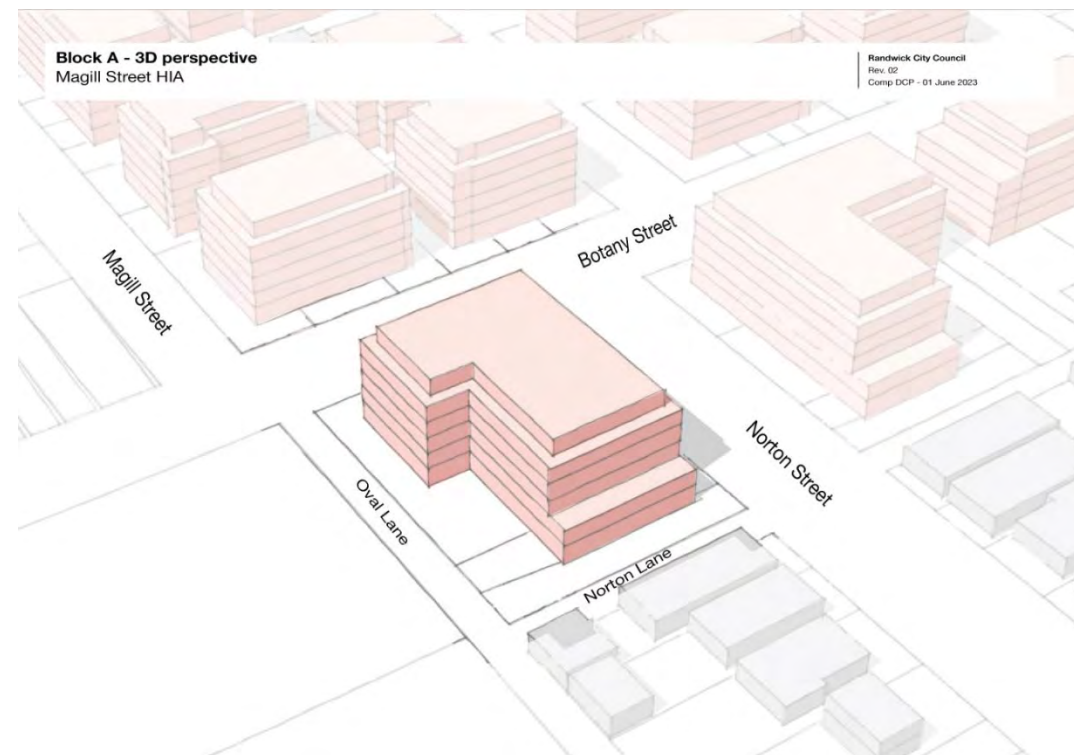 Block A - 3D perspective
Magill Street HIA
Randwick City Council
Rev. 02
Comp DCP - 01 June 2023
Botany Street
Magill Street
Norton Street
Oval Lane
Norton Lane